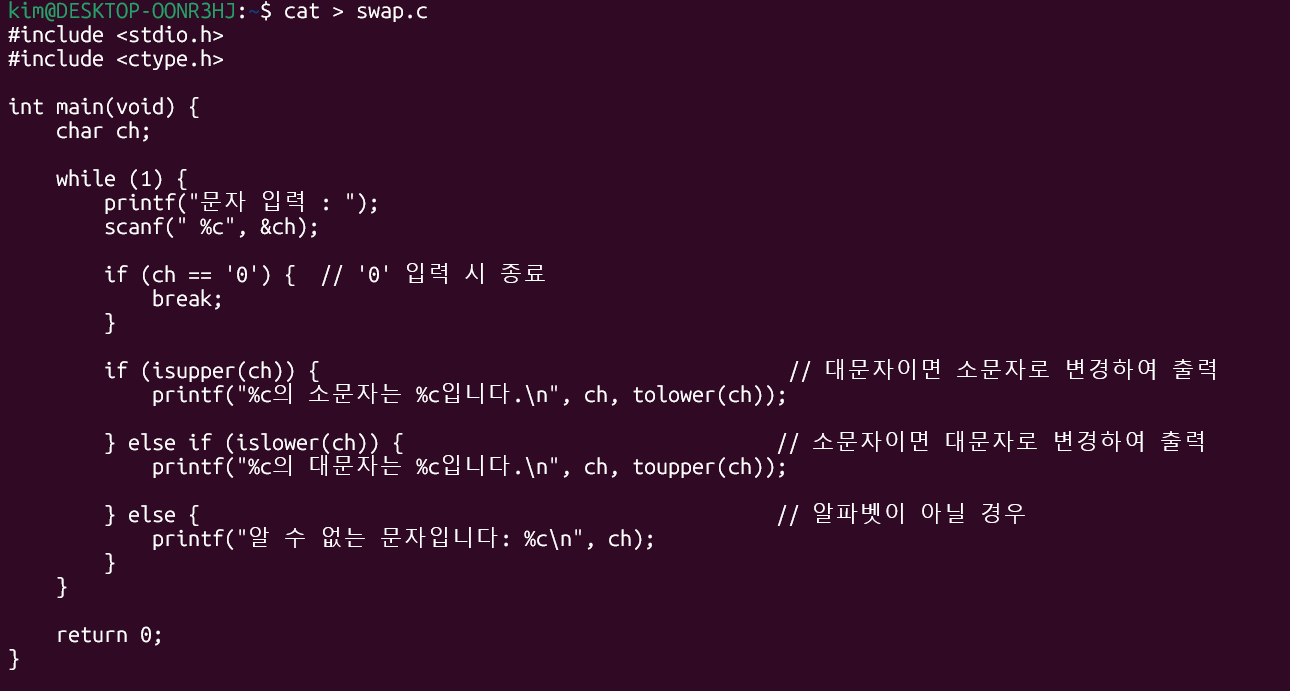 kim@DESKTOP-OONR3HJ:~$ cat > swap.c
#include <stdio.h>
#include <ctype.h>
int main(void) {
    char ch;
    while (1) {
        printf("문자 입력 : ");
        scanf(" %c", &ch);
        if (ch == '0') {  // '0' 입력 시 종료
            break;
        }
        if (isupper(ch)) {                                       // 대문자이면 소문자로 변경하여 출력
            printf("%c의 소문자는 %c입니다.\n", ch, tolower(ch));
        } else if (islower(ch)) {                               // 소문자이면 대문자로 변경하여 출력
            printf("%c의 대문자는 %c입니다.\n", ch, toupper(ch));
        } else {                                                // 알파벳이 아닐 경우
            printf("알 수 없는 문자입니다: %c\n", ch);
        }
    }
    return 0;
}